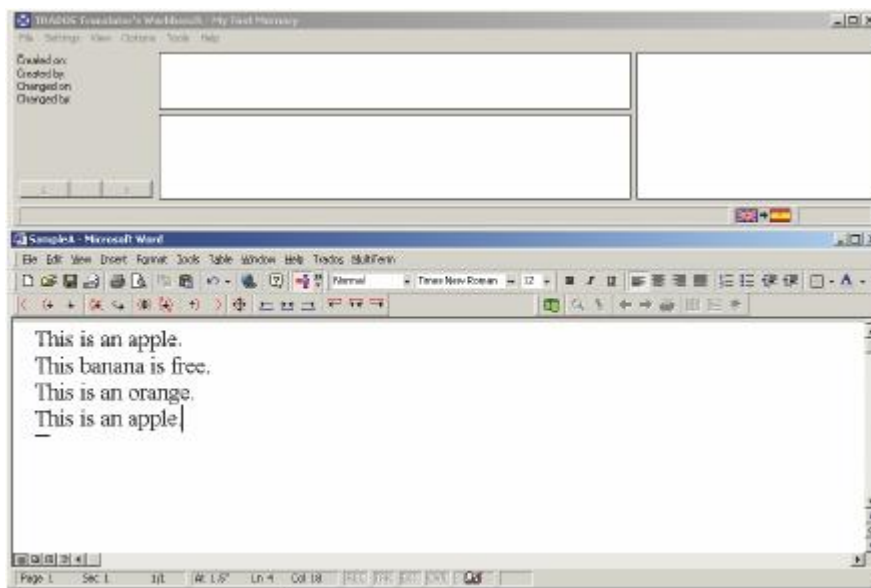 TRADOS Translator's Workbench - My First Memory
File Settings View Options Tools Help
Created on:
Created by:
Changed on:
Changed by:
SampleA - Microsoft Word
File Edit View Insert Format Tools Table Window Help Trados MultiTerm
Normal Times New Roman 12
This is an apple.
This banana is free.
This is an orange.
This is an apple.
Page 1 Sec 1 1/1 At 1.6" Ln 4 Col 18 REC TRK EXT OVR